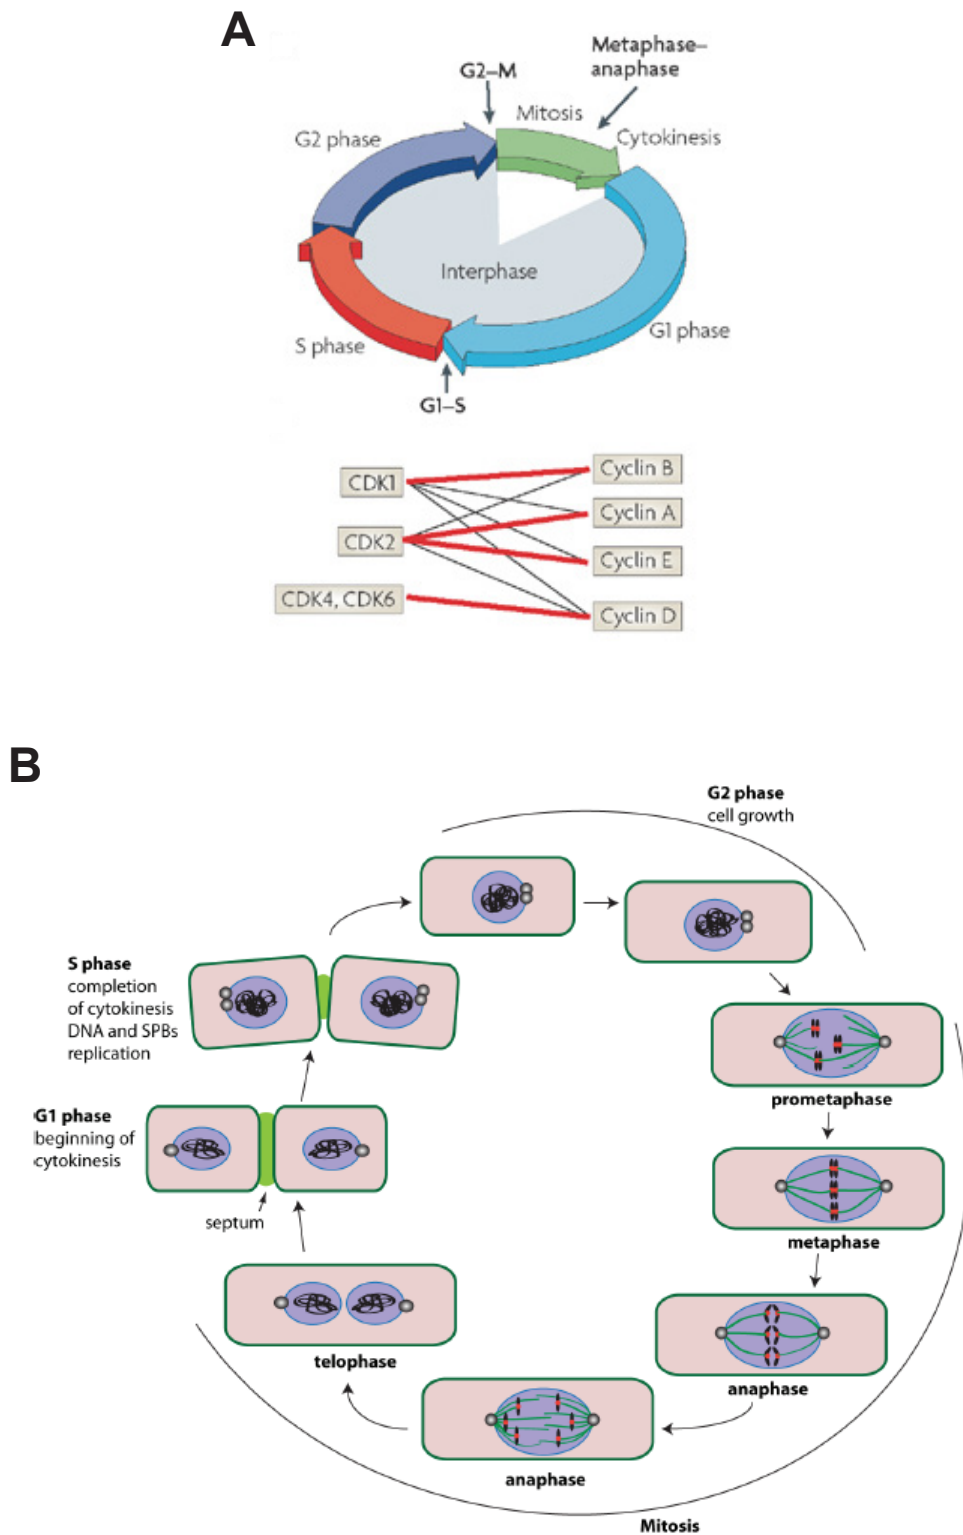 A
Metaphase–
anaphase
G2–M
Mitosis
G2 phase
Cytokinesis
Interphase
G1 phase
S phase
G1–S
CDK1
Cyclin B
Cyclin A
CDK2
Cyclin E
CDK4, CDK6
Cyclin D
B
G2 phase
cell growth
S phase
completion
of cytokinesis
DNA and SPBs
replication
prometaphase
G1 phase
beginning of
cytokinesis
septum
metaphase
telophase
anaphase
anaphase
Mitosis